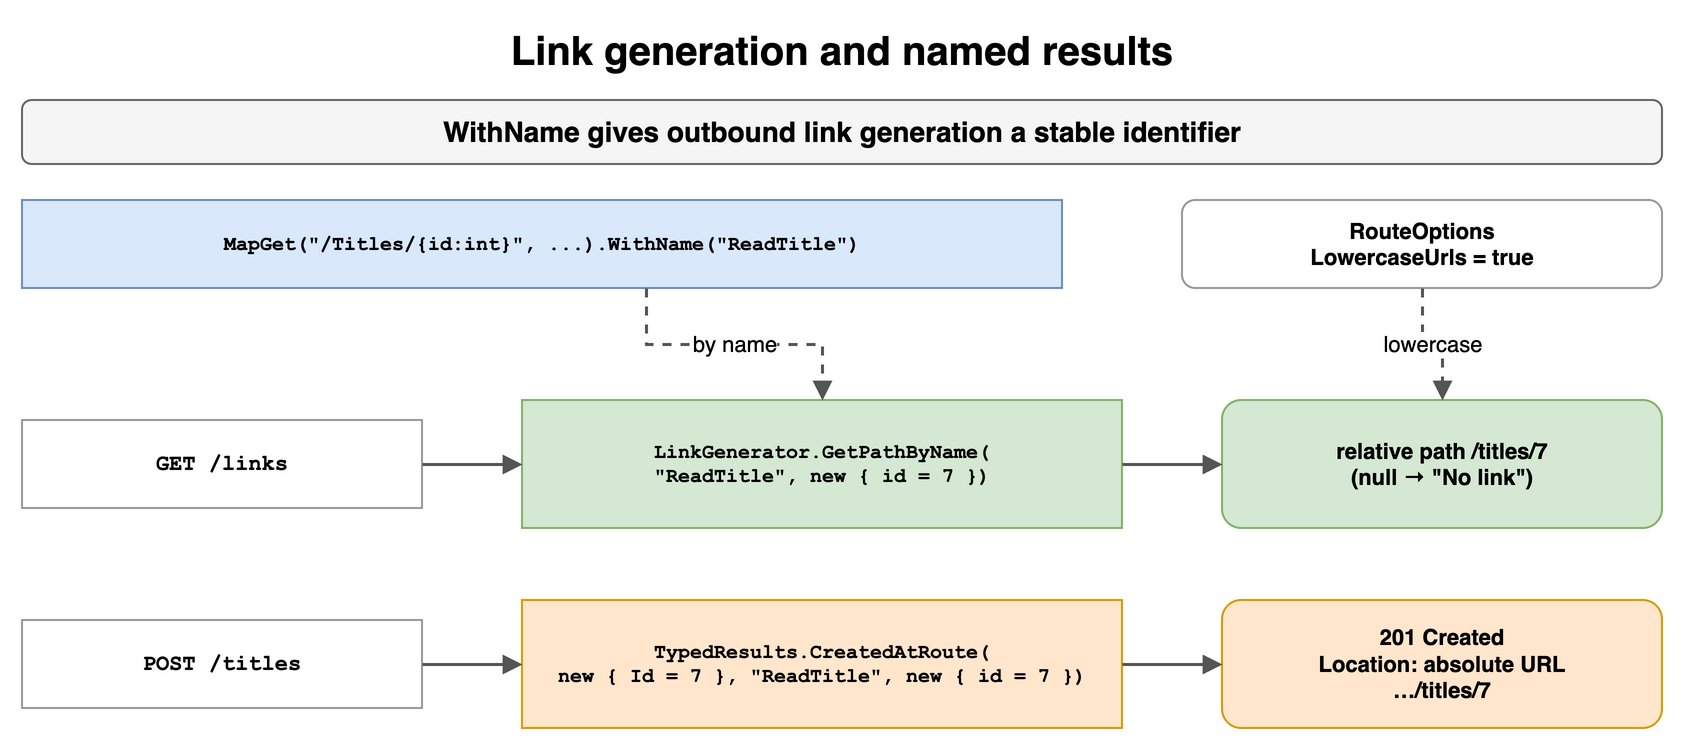 Link generation and named results
WithName gives outbound link generation a stable identifier
MapGet("/Titles/{id:int}", ...).WithName("ReadTitle")
RouteOptions
LowercaseUrls = true
by name
lowercase
GET /links
LinkGenerator.GetPathByName(
"ReadTitle", new { id = 7 })
relative path /titles/7
(null → "No link")
POST /titles
TypedResults.CreatedAtRoute(
new { Id = 7 }, "ReadTitle", new { id = 7 })
201 Created
Location: absolute URL
…/titles/7